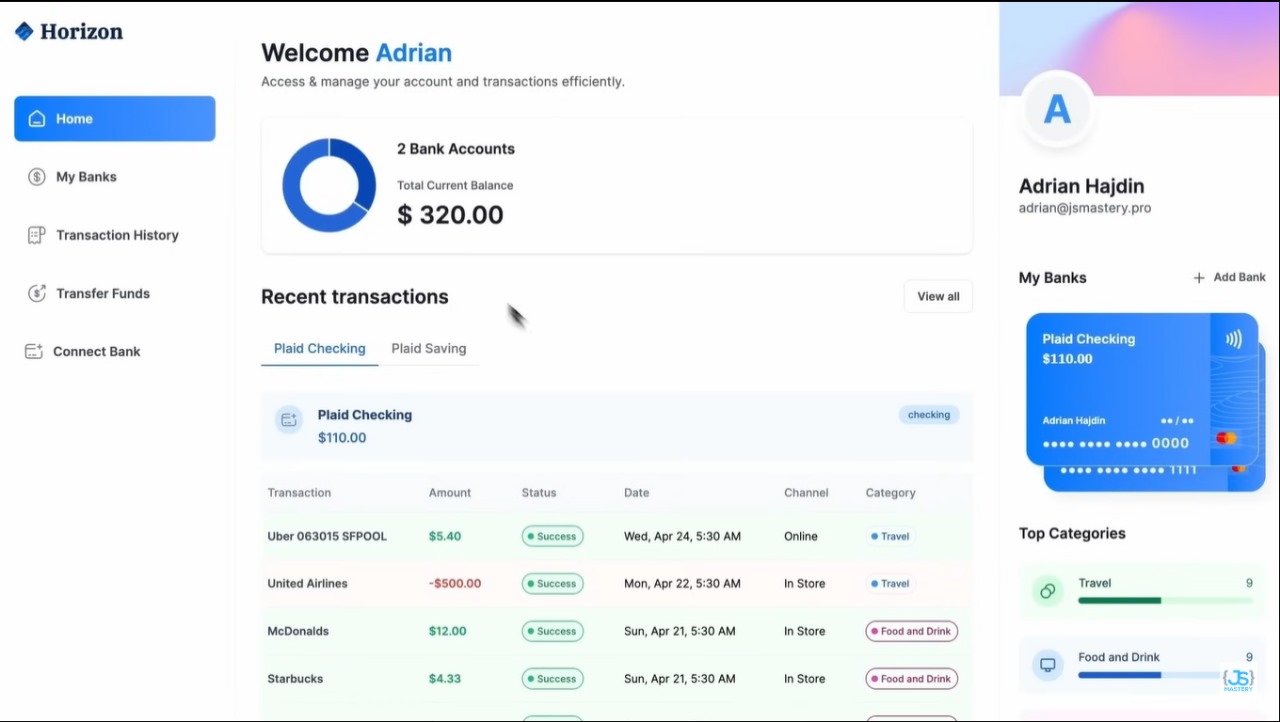 Horizon
Home
My Banks
Transaction History
Transfer Funds
Connect Bank
Welcome Adrian
Access & manage your account and transactions efficiently.
2 Bank Accounts
Total Current Balance
$ 320.00
Recent transactions
View all
Plaid Checking Plaid Saving
Plaid Checking
$110.00
checking
Transaction Amount Status Date Channel Category
Uber 063015 SFPOOL $5.40 Success Wed, Apr 24, 5:30 AM Online Travel
United Airlines -$500.00 Success Mon, Apr 22, 5:30 AM In Store Travel
McDonalds $12.00 Success Sun, Apr 21, 5:30 AM In Store Food and Drink
Starbucks $4.33 Success Sun, Apr 21, 5:30 AM In Store Food and Drink
A
Adrian Hajdin
adrian@jsmastery.pro
My Banks + Add Bank
Plaid Checking
$110.00
Adrian Hajdin •• / ••
•••• •••• •••• 0000
•••• •••• •••• 1111
Top Categories
Travel 9
Food and Drink 9
{JS}
MASTERY